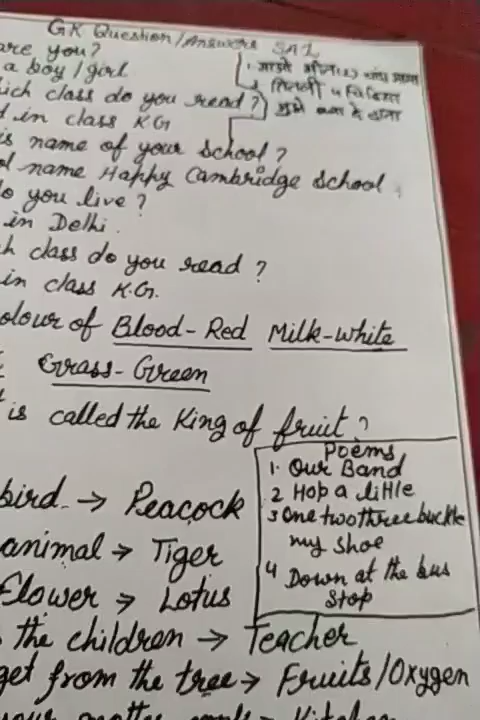 GK Question/Answers SA1
are you?
a boy/girl
ich class do you read?
d in class KG
is name of your School?
ol name Happy Cambridge School
o you live?
in Delhi.
h class do you read?
in class K.G.
olour of Blood-Red Milk-White
Grass-Green
t is called the King of fruit?
bird → Peacock
animal → Tiger
flower → Lotus
the children → Teacher
get from the tree → Fruits/Oxygen
Poems
1. Our Band
2 Hop a little
3 One two three buckle
my shoe
4 Down at the bus
Stop